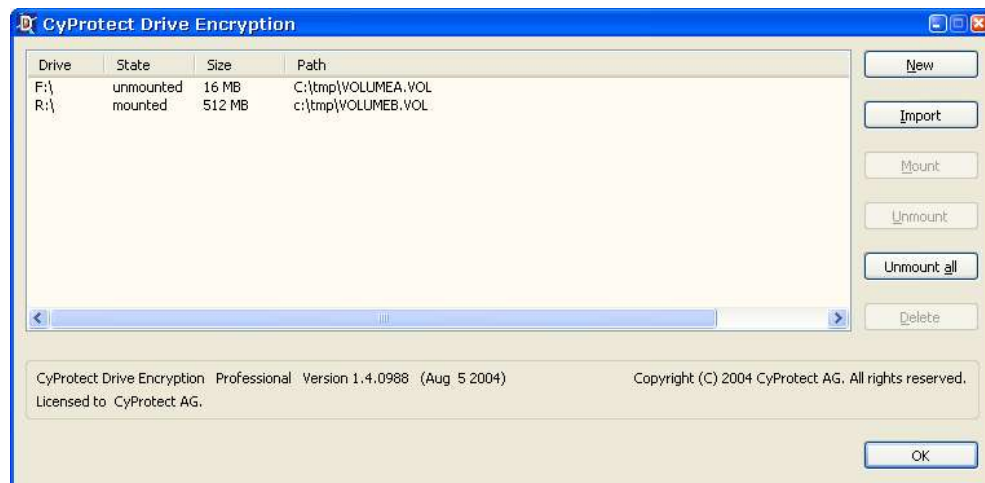 CyProtect Drive Encryption
Drive State Size Path
F:\ unmounted 16 MB C:\tmp\VOLUMEA.VOL
R:\ mounted 512 MB c:\tmp\VOLUMEB.VOL
New
Import
Mount
Unmount
Unmount all
Delete
CyProtect Drive Encryption Professional Version 1.4.0988 (Aug 5 2004) Copyright (C) 2004 CyProtect AG. All rights reserved.
Licensed to CyProtect AG.
OK